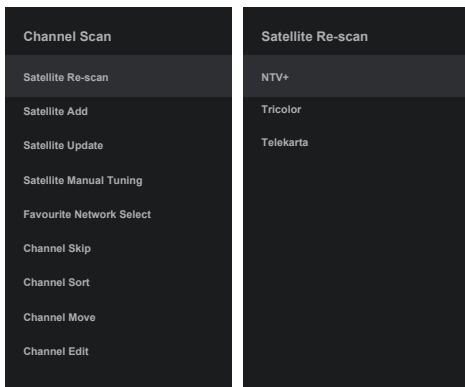 Channel Scan
Satellite Re-scan
Satellite Add
Satellite Update
Satellite Manual Tuning
Favourite Network Select
Channel Skip
Channel Sort
Channel Move
Channel Edit
Satellite Re-scan
NTV+
Tricolor
Telekarta